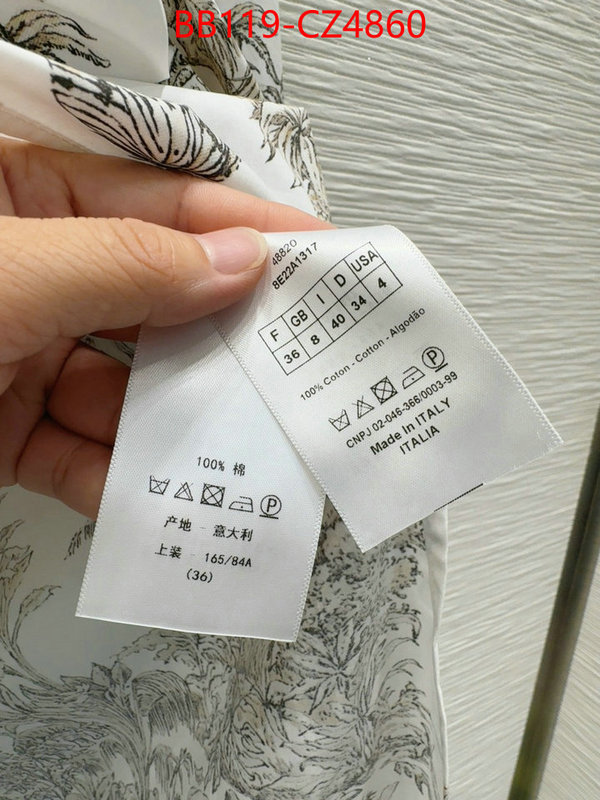 BB119-CZ4860
48820
8E22A1317
F GB I D USA
36 8 40 34 4
100% Coton - Cotton - Algodão
P
CNPJ 02-046-366/0003-99
Made In ITALY
ITALIA
100% 棉
P
产地 - 意大利
上装 - 165/84A
(36)